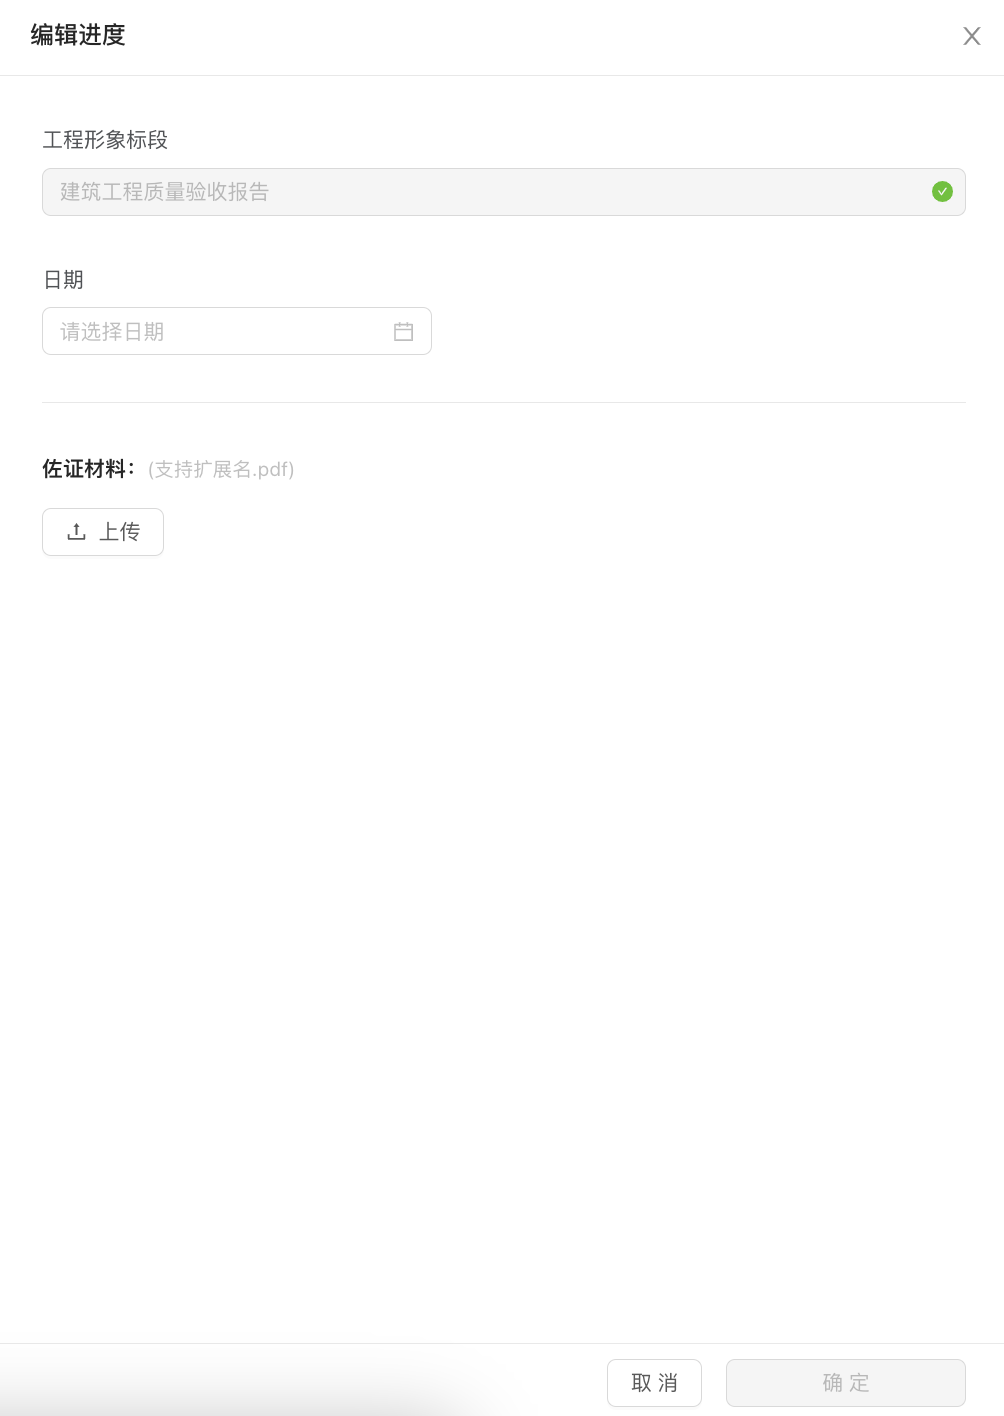 编辑进度
工程形象标段
建筑工程质量验收报告
日期
请选择日期
佐证材料： (支持扩展名.pdf)
上传
取 消 确 定